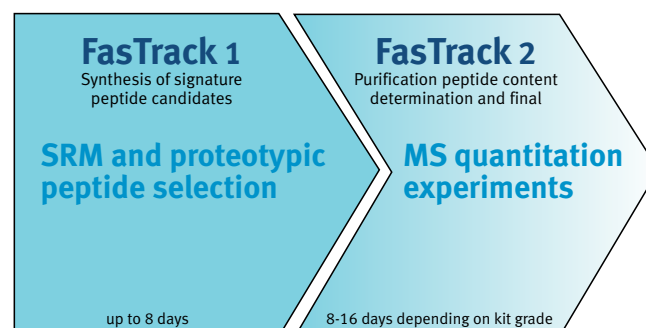 FasTrack 1
Synthesis of signature
peptide candidates
SRM and proteotypic
peptide selection
up to 8 days
FasTrack 2
Purification peptide content
determination and final
MS quantitation
experiments
8-16 days depending on kit grade